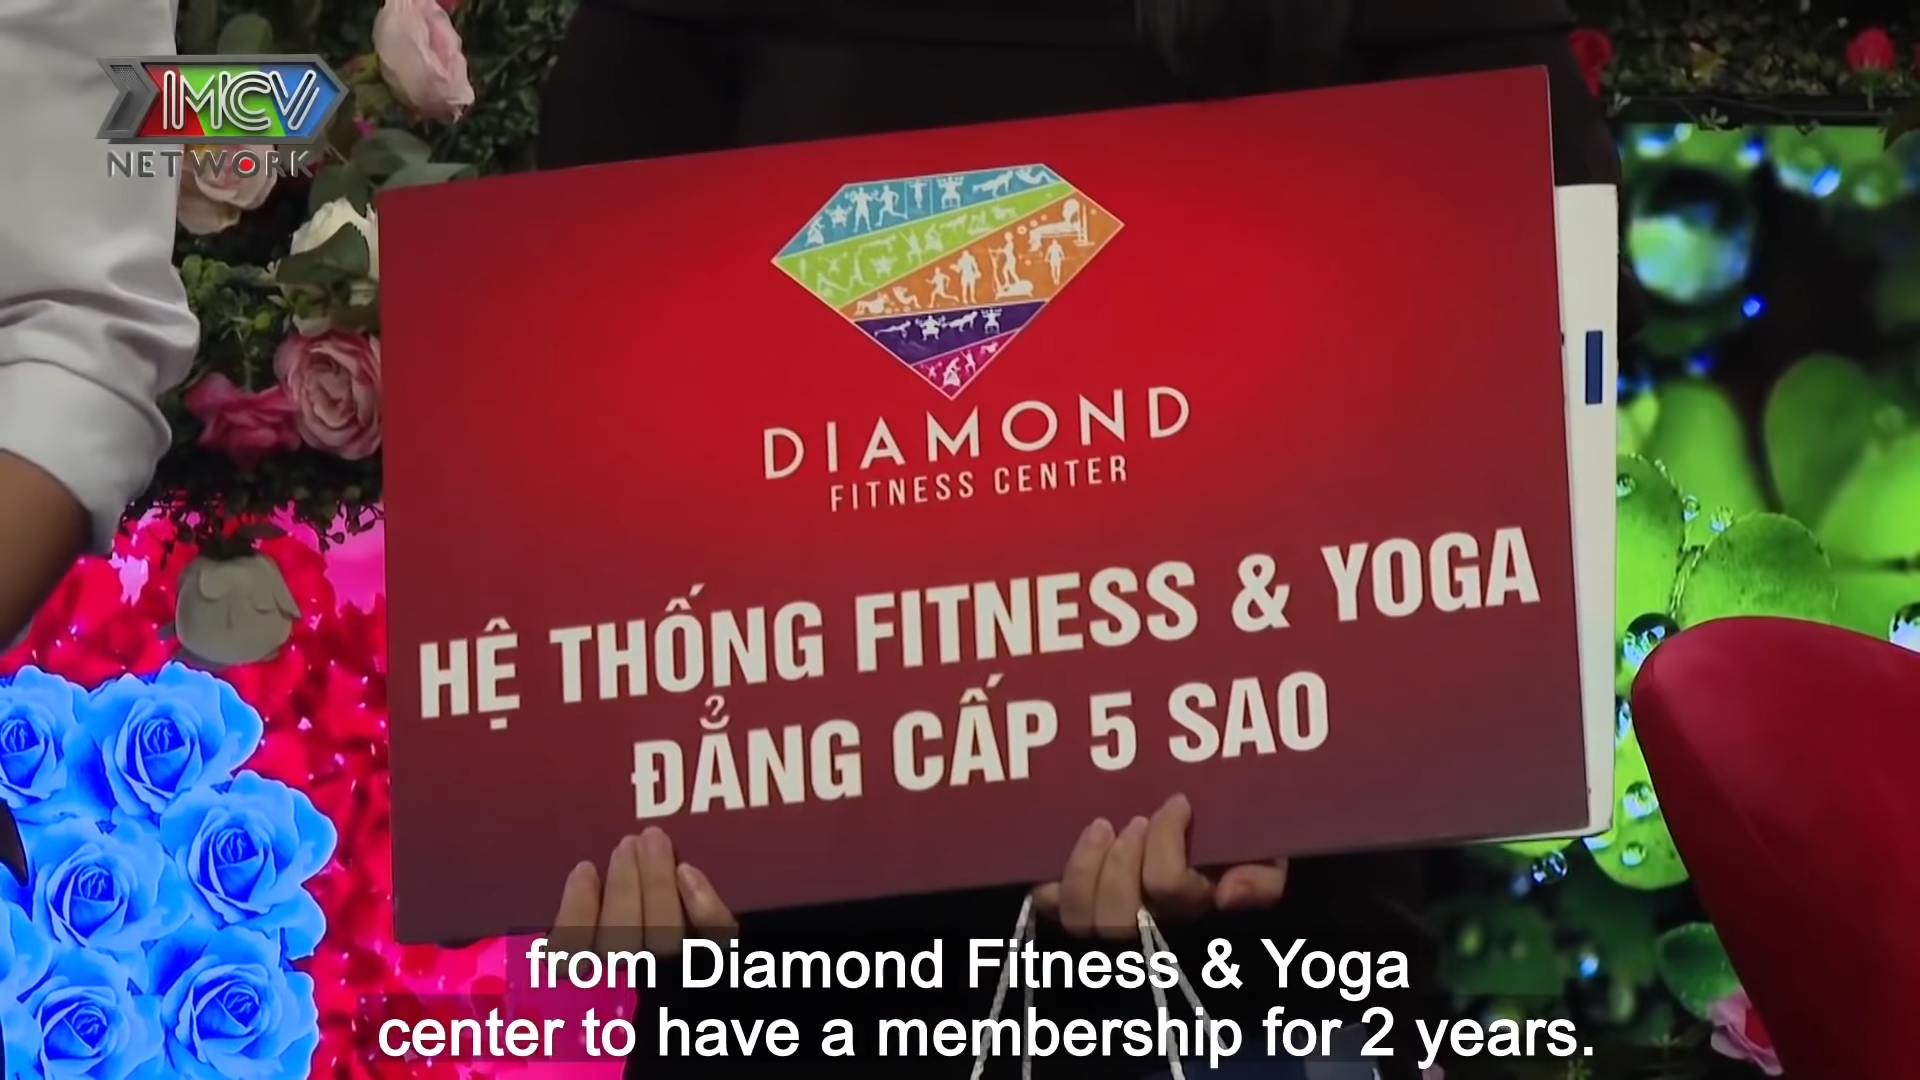 MCV
NETWORK
DIAMOND
FITNESS CENTER
HỆ THỐNG FITNESS & YOGA
ĐẲNG CẤP 5 SAO
from Diamond Fitness & Yoga
center to have a membership for 2 years.